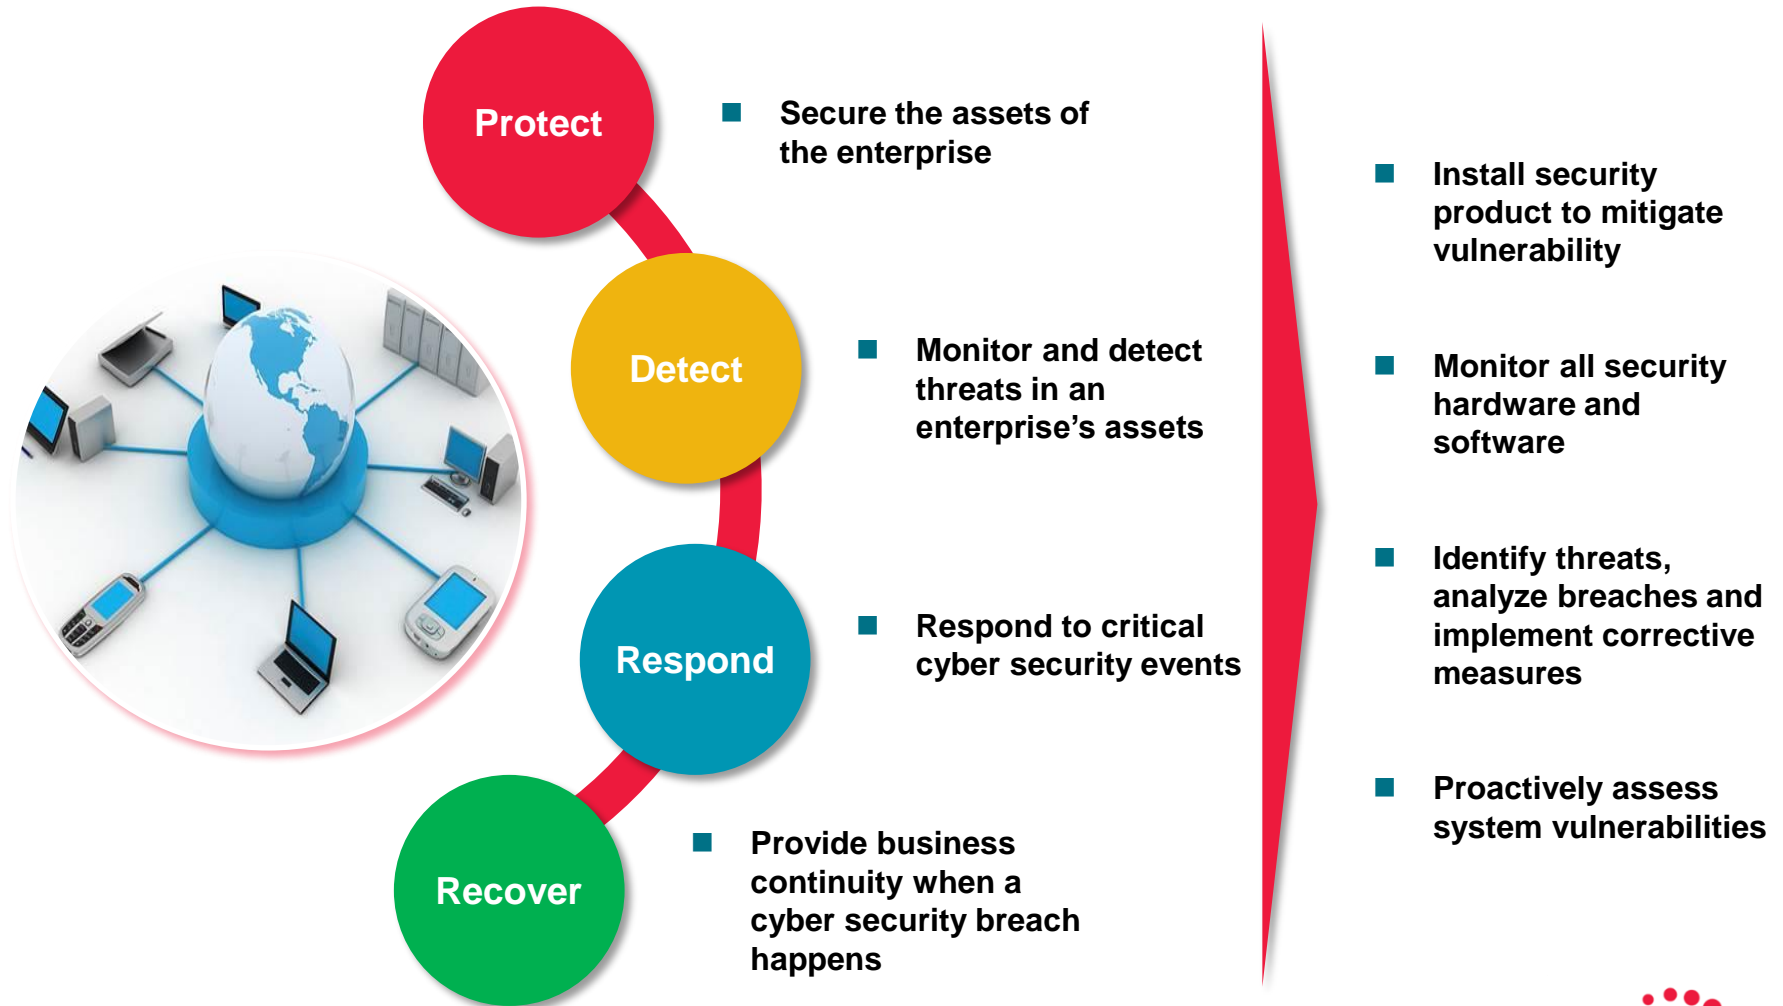 Protect
Secure the assets of
the enterprise
Detect
Monitor and detect
threats in an
enterprise’s assets
Respond
Respond to critical
cyber security events
Recover
Provide business
continuity when a
cyber security breach
happens
Install security
product to mitigate
vulnerability
Monitor all security
hardware and
software
Identify threats,
analyze breaches and
implement corrective
measures
Proactively assess
system vulnerabilities